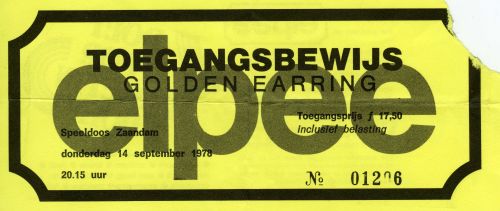 TOEGANGSBEWIJS
GOLDEN EARRING
elpee
Toegangsprijs ƒ 17,50
Inclusief belasting
Speeldoos Zaandam
donderdag 14 september 1978
20.15 uur
№ 01206